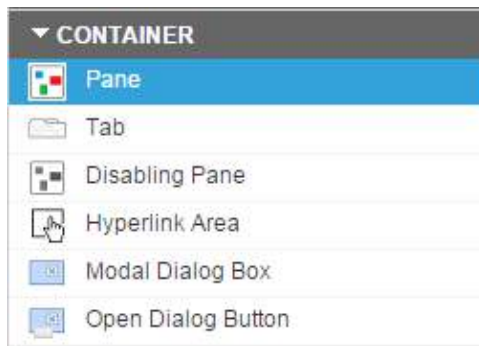 CONTAINER
Pane
Tab
Disabling Pane
Hyperlink Area
Modal Dialog Box
Open Dialog Button